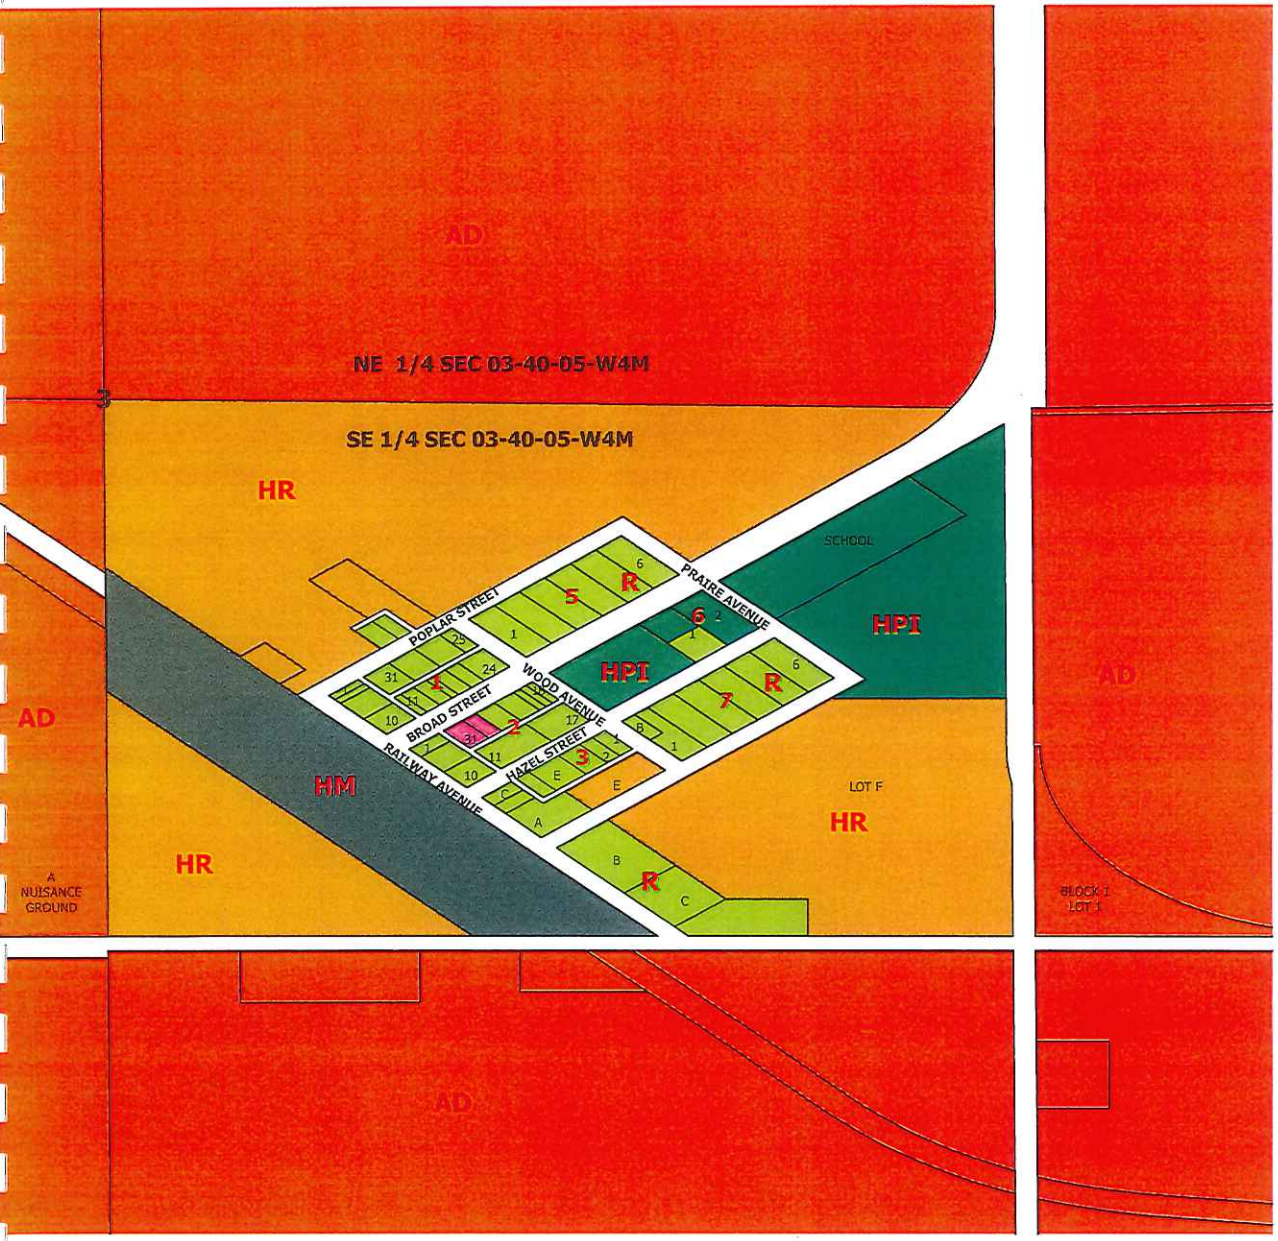 AD
NE 1/4 SEC 03-40-05-W4M
3
SE 1/4 SEC 03-40-05-W4M
HR
SCHOOL
PRAIRE AVENUE
6
R
5
1
6
2
1
HPI
HPI
POPLAR STREET
25
31
1
24
11
10
WOOD AVENUE
BROAD STREET
2
17
31
11
10
RAILWAY AVENUE
HAZEL STREET
3
2
E
C
A
E
B
1
7
R
6
AD
AD
HM
LOT F
HR
HR
B
R
C
A
NUISANCE
GROUND
BLOCK 1
LOT 1
AD